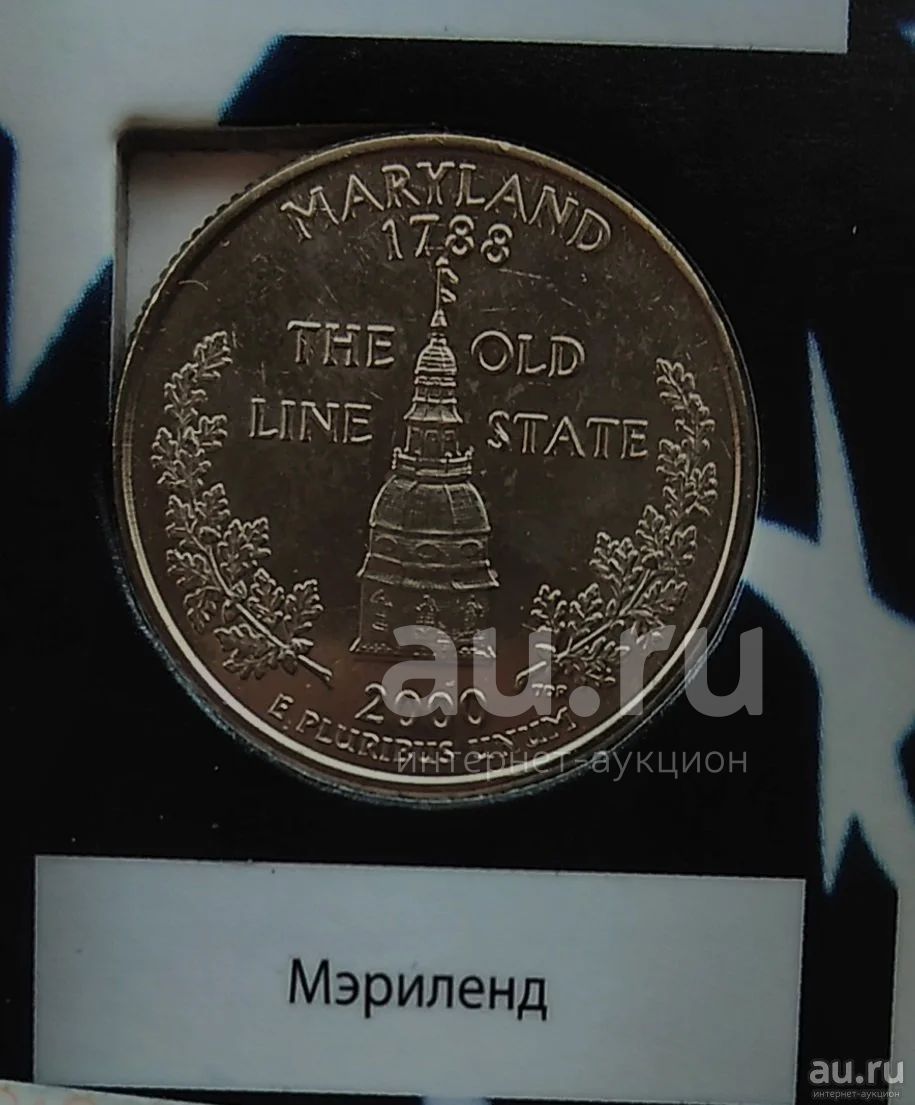 MARYLAND
1788
THE OLD
LINE STATE
2000
E PLURIBUS UNUM
au.ru
интернет-аукцион
Мэриленд
au.ru
интернет-аукцион